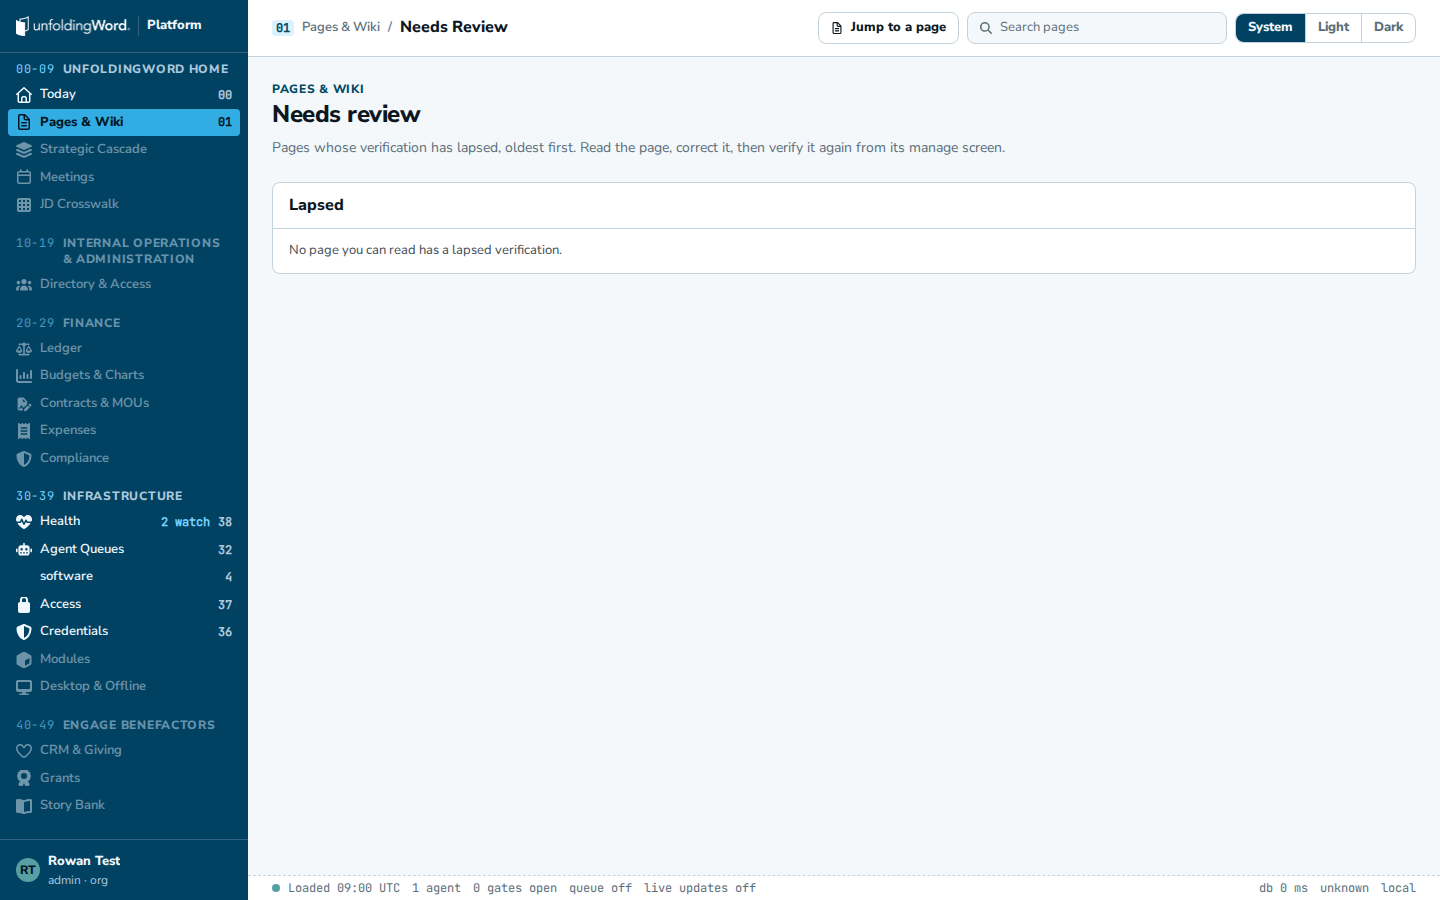 unfoldingWord Platform
00-09 UNFOLDINGWORD HOME
Today 00
Pages & Wiki 01
Strategic Cascade
Meetings
JD Crosswalk
10-19 INTERNAL OPERATIONS
& ADMINISTRATION
Directory & Access
20-29 FINANCE
Ledger
Budgets & Charts
Contracts & MOUs
Expenses
Compliance
30-39 INFRASTRUCTURE
Health 2 watch 38
Agent Queues 32
software 4
Access 37
Credentials 36
Modules
Desktop & Offline
40-49 ENGAGE BENEFACTORS
CRM & Giving
Grants
Story Bank
RT Rowan Test
admin · org
01 Pages & Wiki / Needs Review
Jump to a page
Search pages
System Light Dark
PAGES & WIKI
Needs review
Pages whose verification has lapsed, oldest first. Read the page, correct it, then verify it again from its manage screen.
Lapsed
No page you can read has a lapsed verification.
Loaded 09:00 UTC 1 agent 0 gates open queue off live updates off
db 0 ms unknown local